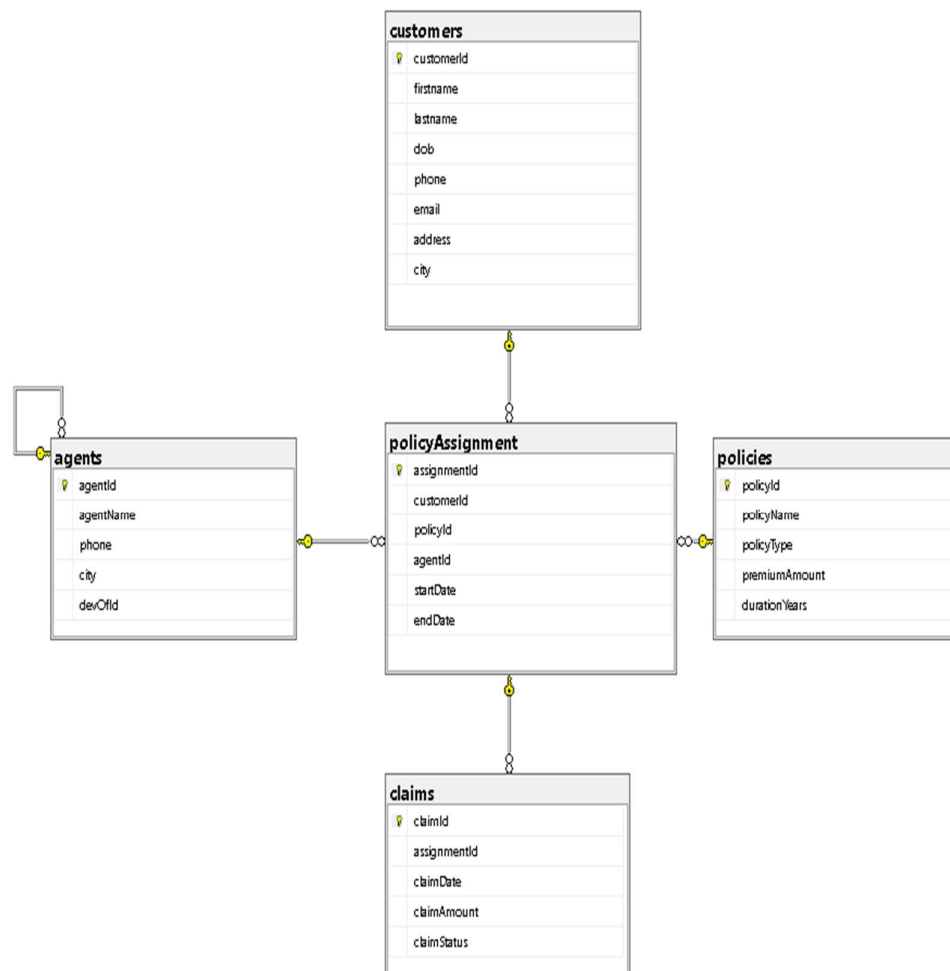 customers
customerId
firstname
lastname
dob
phone
email
address
city
agents
agentId
agentName
phone
city
devOfId
policyAssignment
assignmentId
customerId
policyId
agentId
startDate
endDate
policies
policyId
policyName
policyType
premiumAmount
durationYears
claims
claimId
assignmentId
claimDate
claimAmount
claimStatus